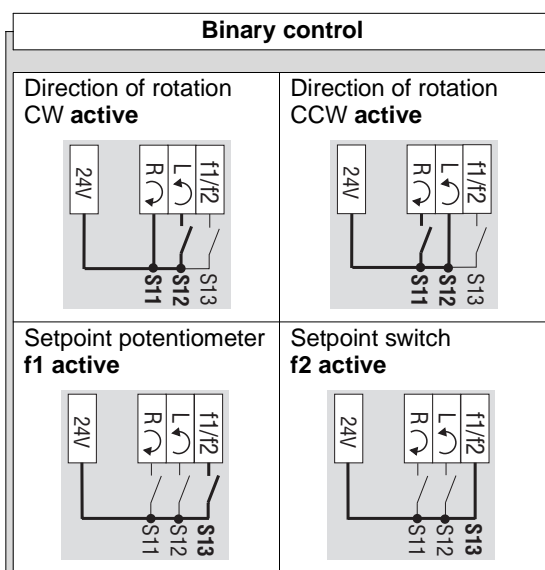 Binary control
Direction of rotation
CW active
24V
R
L
f1/f2
S11
S12
S13
Direction of rotation
CCW active
24V
R
L
f1/f2
S11
S12
S13
Setpoint potentiometer
f1 active
24V
R
L
f1/f2
S11
S12
S13
Setpoint switch
f2 active
24V
R
L
f1/f2
S11
S12
S13